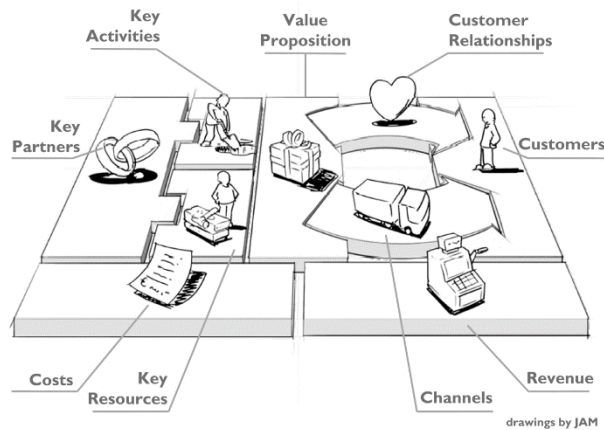 Key
Activities
Value
Proposition
Customer
Relationships
Key
Partners
Customers
Costs
Key
Resources
Channels
Revenue
drawings by JAM